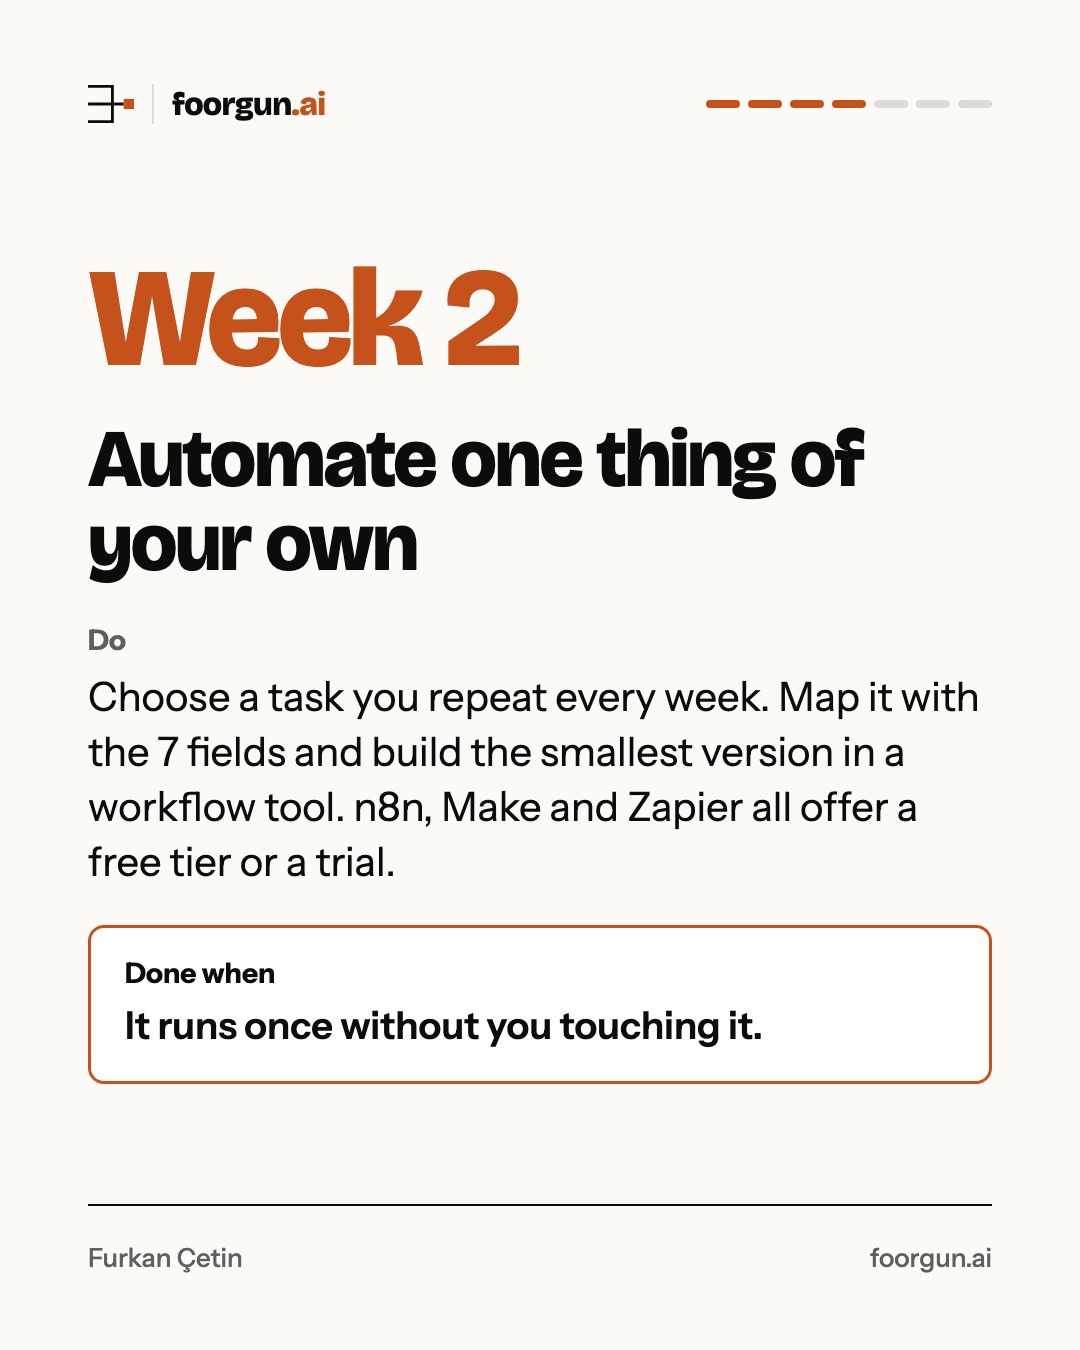 foorgun.ai
Week 2
Automate one thing of
your own
Do
Choose a task you repeat every week. Map it with
the 7 fields and build the smallest version in a
workflow tool. n8n, Make and Zapier all offer a
free tier or a trial.
Done when
It runs once without you touching it.
Furkan Çetin
foorgun.ai